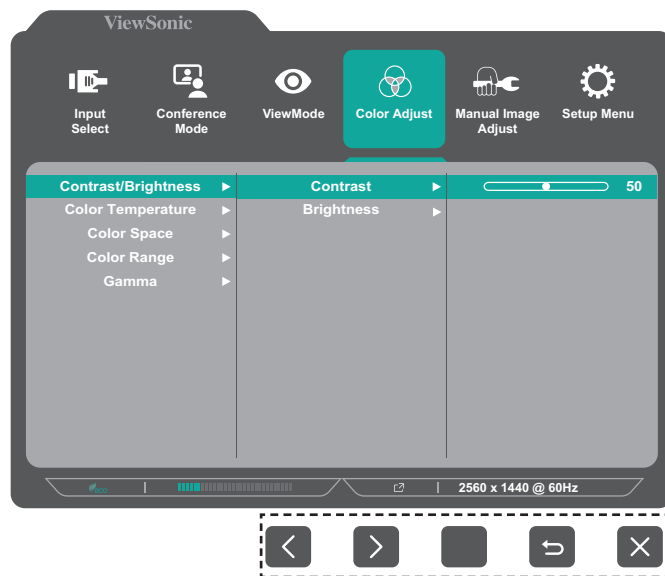 ViewSonic
Input
Select
Conference
Mode
ViewMode
Color Adjust
Manual Image
Adjust
Setup Menu
Contrast/Brightness
Contrast
50
Color Temperature
Brightness
Color Space
Color Range
Gamma
eco
2560 x 1440 @ 60Hz